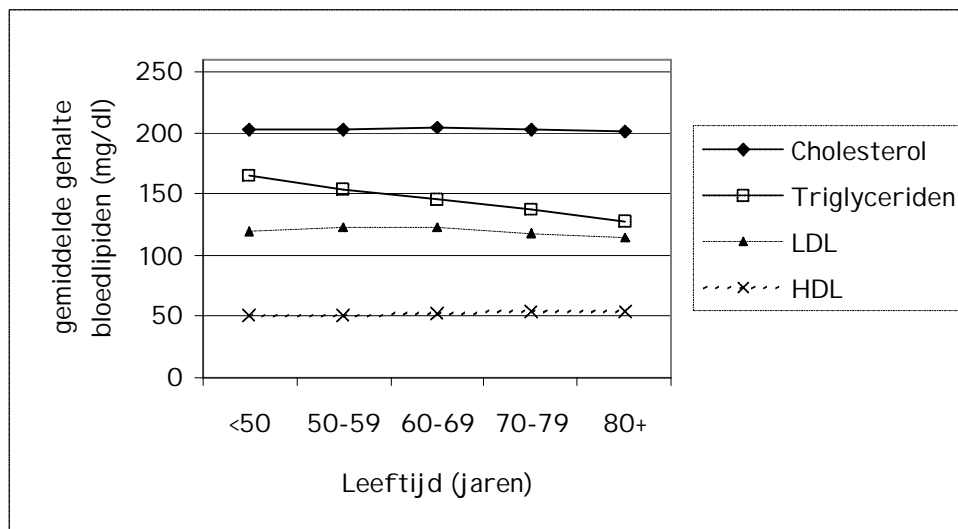 gemiddelde gehalte
bloedlipiden (mg/dl)
250
200
150
100
50
0
<50 50-59 60-69 70-79 80+
Leeftijd (jaren)
Cholesterol
Triglyceriden
LDL
HDL